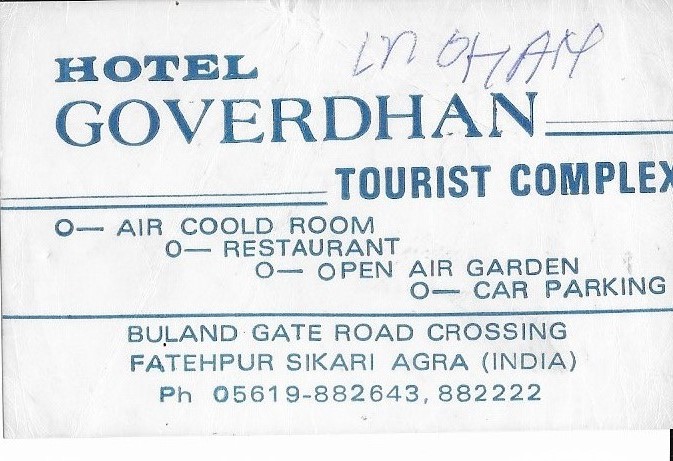 HOTEL
GOVERDHAN
TOURIST COMPLEX
O— AIR COOLD ROOM
O— RESTAURANT
O— OPEN AIR GARDEN
O— CAR PARKING
BULAND GATE ROAD CROSSING
FATEHPUR SIKARI AGRA (INDIA)
Ph 05619-882643, 882222